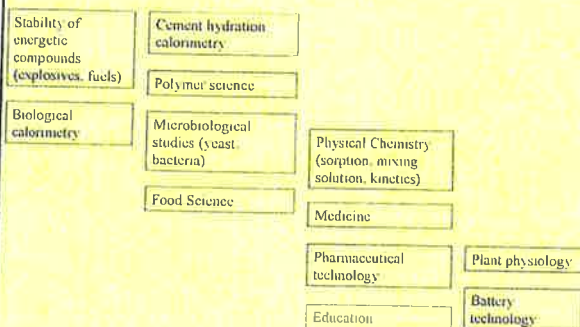 Stability of
energetic
compounds
(explosives, fuels)
Biological
calorimetry
Cement hydration
calorimetry
Polymer science
Microbiological
studies (yeast,
bacteria)
Food Science
Physical Chemistry
(sorption, mixing
solution, kinetics)
Medicine
Pharmaceutical
technology
Education
Plant physiology
Battery
technology